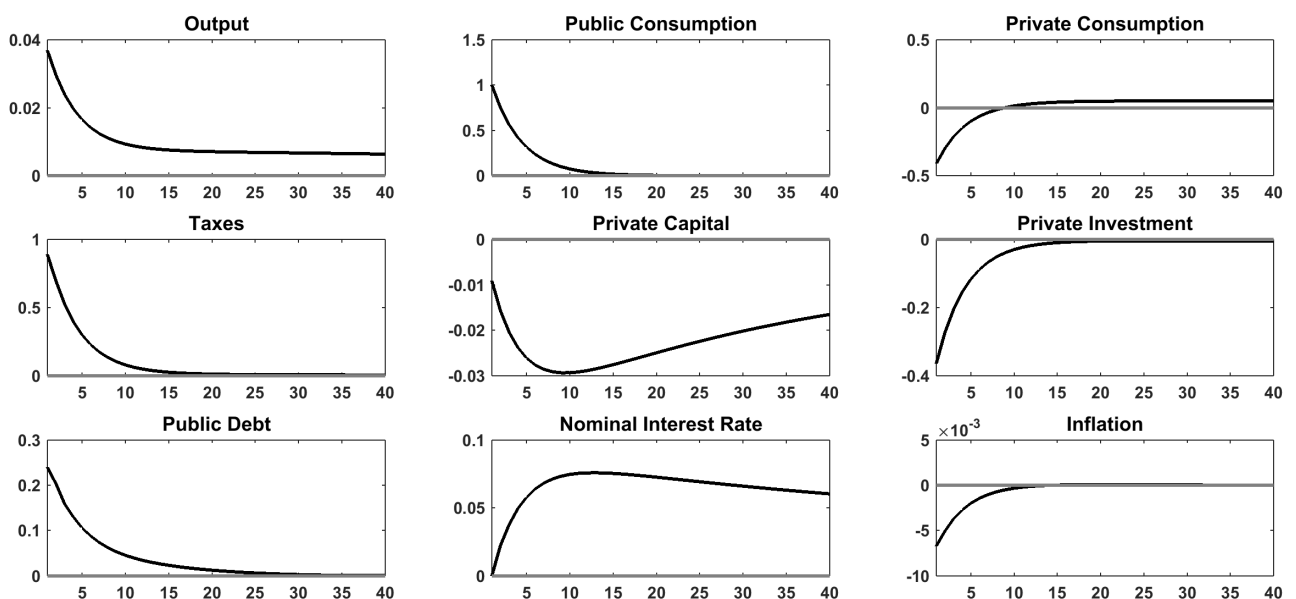 Output
0.04
0.02
0
5 10 15 20 25 30 35 40
Public Consumption
1.5
1
0.5
0
5 10 15 20 25 30 35 40
Private Consumption
0.5
0
-0.5
5 10 15 20 25 30 35 40
Taxes
1
0.5
0
5 10 15 20 25 30 35 40
Private Capital
0
-0.01
-0.02
-0.03
5 10 15 20 25 30 35 40
Private Investment
0
-0.2
-0.4
5 10 15 20 25 30 35 40
Public Debt
0.3
0.2
0.1
0
5 10 15 20 25 30 35 40
Nominal Interest Rate
0.1
0.05
0
5 10 15 20 25 30 35 40
Inflation
×10⁻³
5
0
-5
-10
5 10 15 20 25 30 35 40